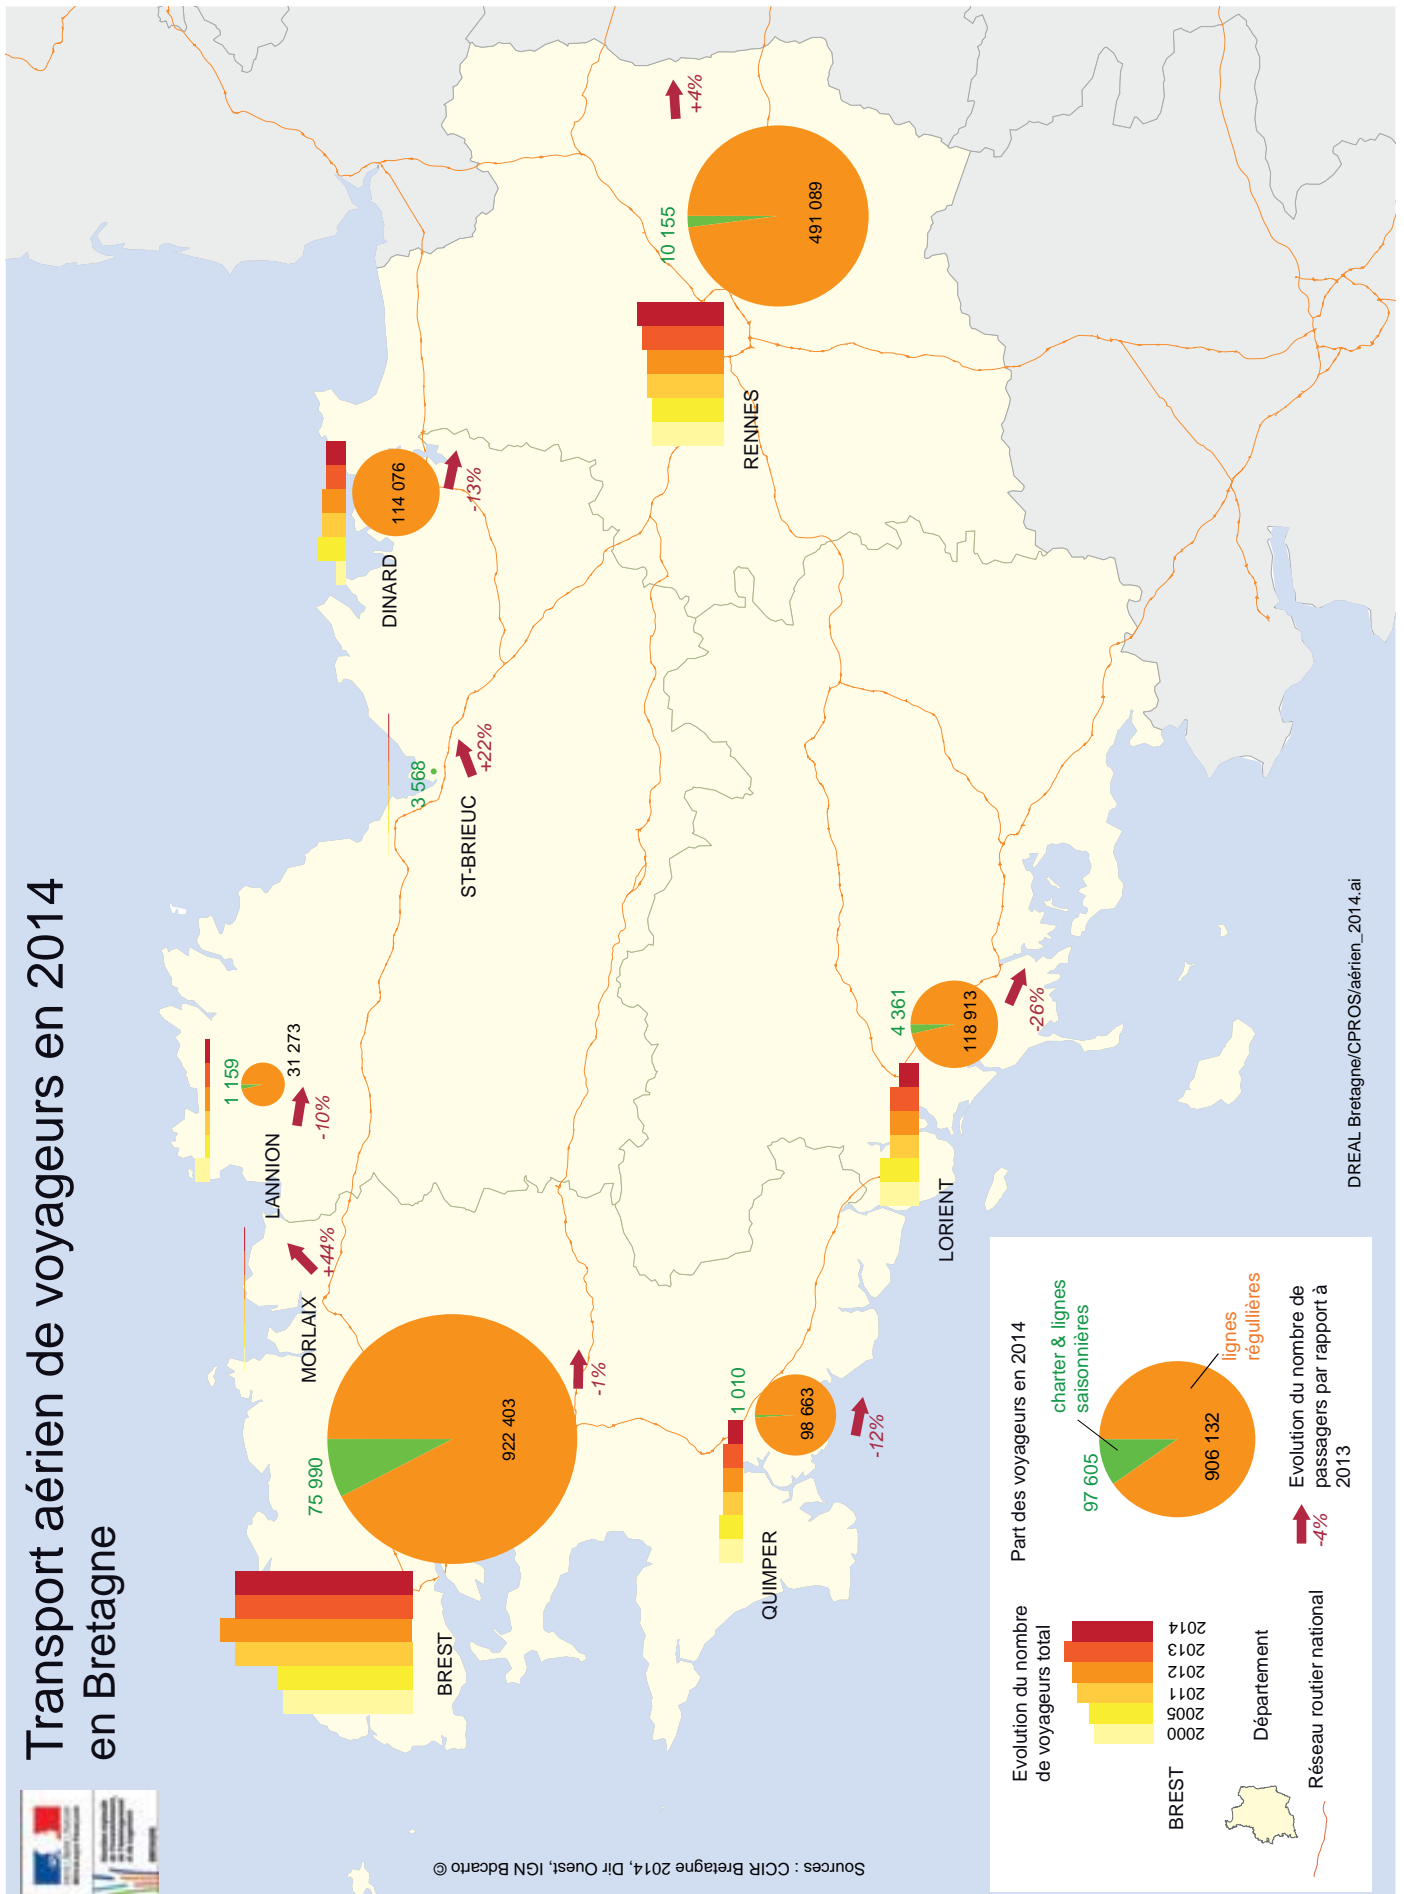 Transport aérien de voyageurs en 2014
en Bretagne
LANNION
1 159
31 273
-10%
MORLAIX
+44%
ST-BRIEUC
3 568
+22%
DINARD
114 076
-13%
BREST
75 990
922 403
-1%
RENNES
10 155
491 089
+4%
QUIMPER
1 010
98 663
-12%
LORIENT
4 361
118 913
-26%
Evolution du nombre
de voyageurs total
2000
2005
2011
2012
2013
2014
BREST
Département
Réseau routier national
Part des voyageurs en 2014
97 605
charter & lignes
saisonnières
906 132
lignes
régullières
-4%
Evolution du nombre de
passagers par rapport à
2013
Sources : CCIR Bretagne 2014, Dir Ouest, IGN Bdcarto ©
DREAL Bretagne/CPROS/aérien_2014.ai